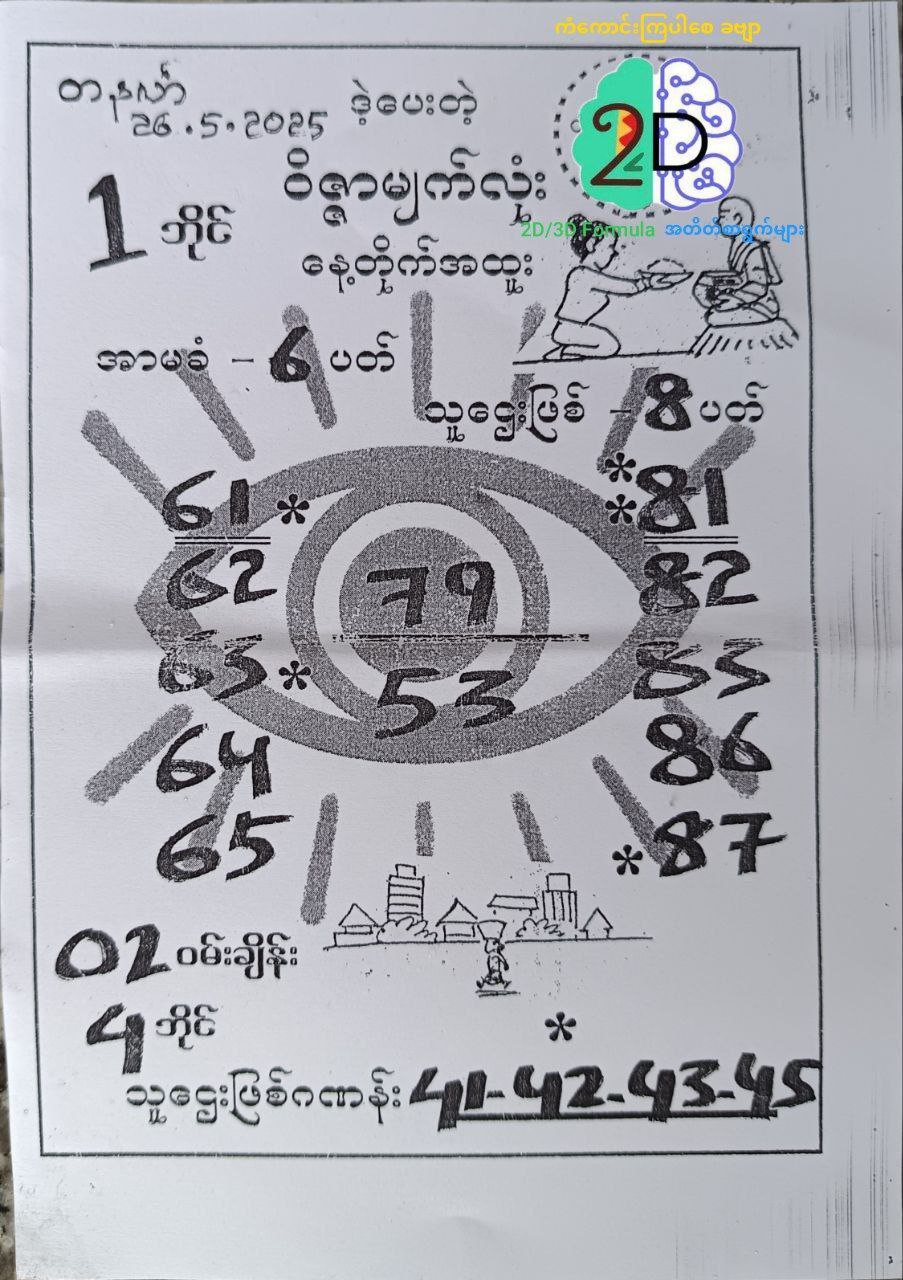 ကံကောင်းကြပါစေ ခဗျာ
တနင်္လာ
26.5.2025 ဒဲ့ပေးတဲ့
2D
ဝိဇ္ဇာမျက်လုံး
1 ဘိုင်
2D/3D Formula အတိတ်စာရွက်များ
နေ့တိုက်အထူး
အာမခံ - 6 ပတ်
သူဌေးဖြစ် - 8 ပတ်
*
61 * * 81
62 79 82
63 * 83
53
64 86
65 * 87
02 ဝမ်းချိန်း
4 ဘိုင်
*
သူဌေးဖြစ်ဂဏန်း 41-42-43-45